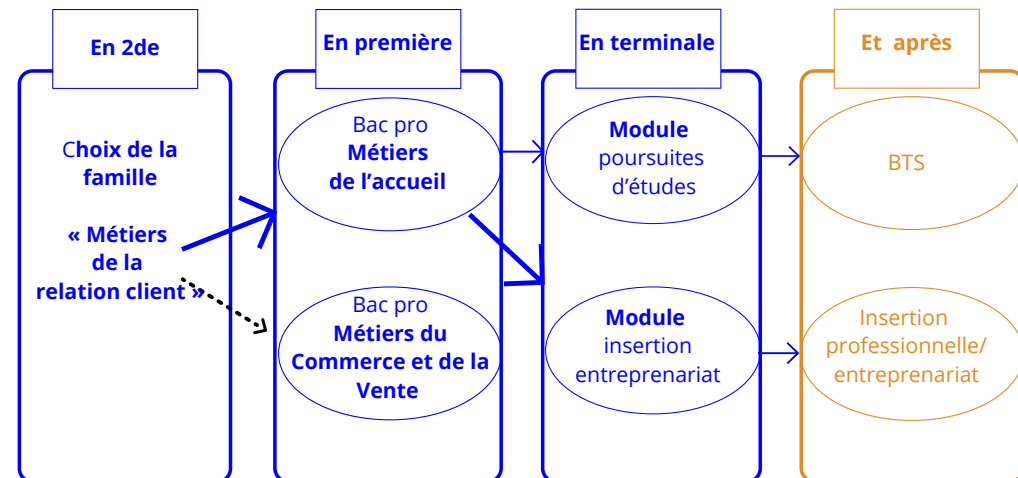 En 2de
Choix de la
famille
« Métiers
de la
relation client »
En première
Bac pro
Métiers
de l’accueil
Bac pro
Métiers du
Commerce et de la
Vente
En terminale
Module
poursuites
d’études
Module
insertion
entreprenariat
Et après
BTS
Insertion
professionnelle/
entreprenariat